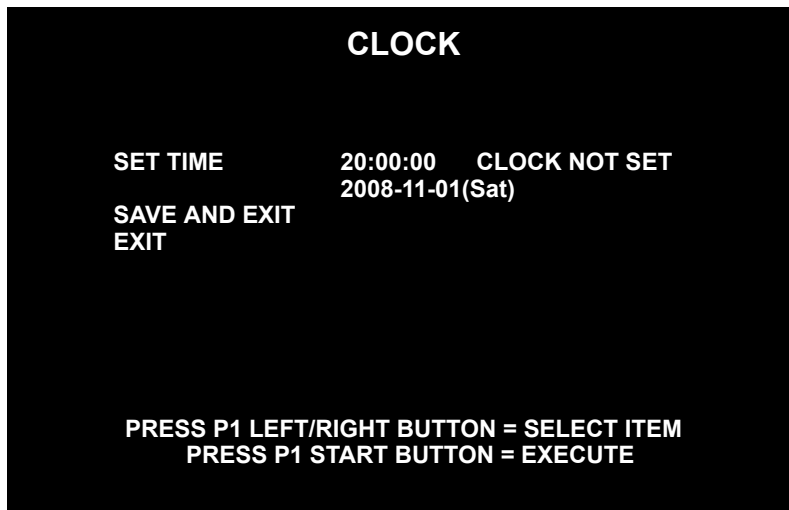 CLOCK
SET TIME 20:00:00 CLOCK NOT SET
2008-11-01(Sat)
SAVE AND EXIT
EXIT
PRESS P1 LEFT/RIGHT BUTTON = SELECT ITEM
PRESS P1 START BUTTON = EXECUTE